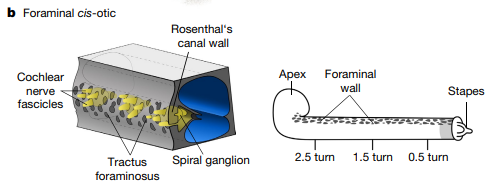 b Foraminal cis-otic
Rosenthal's
canal wall
Cochlear
nerve
fascicles
Tractus
foraminosus
Spiral ganglion
Apex
Foraminal
wall
Stapes
2.5 turn
1.5 turn
0.5 turn